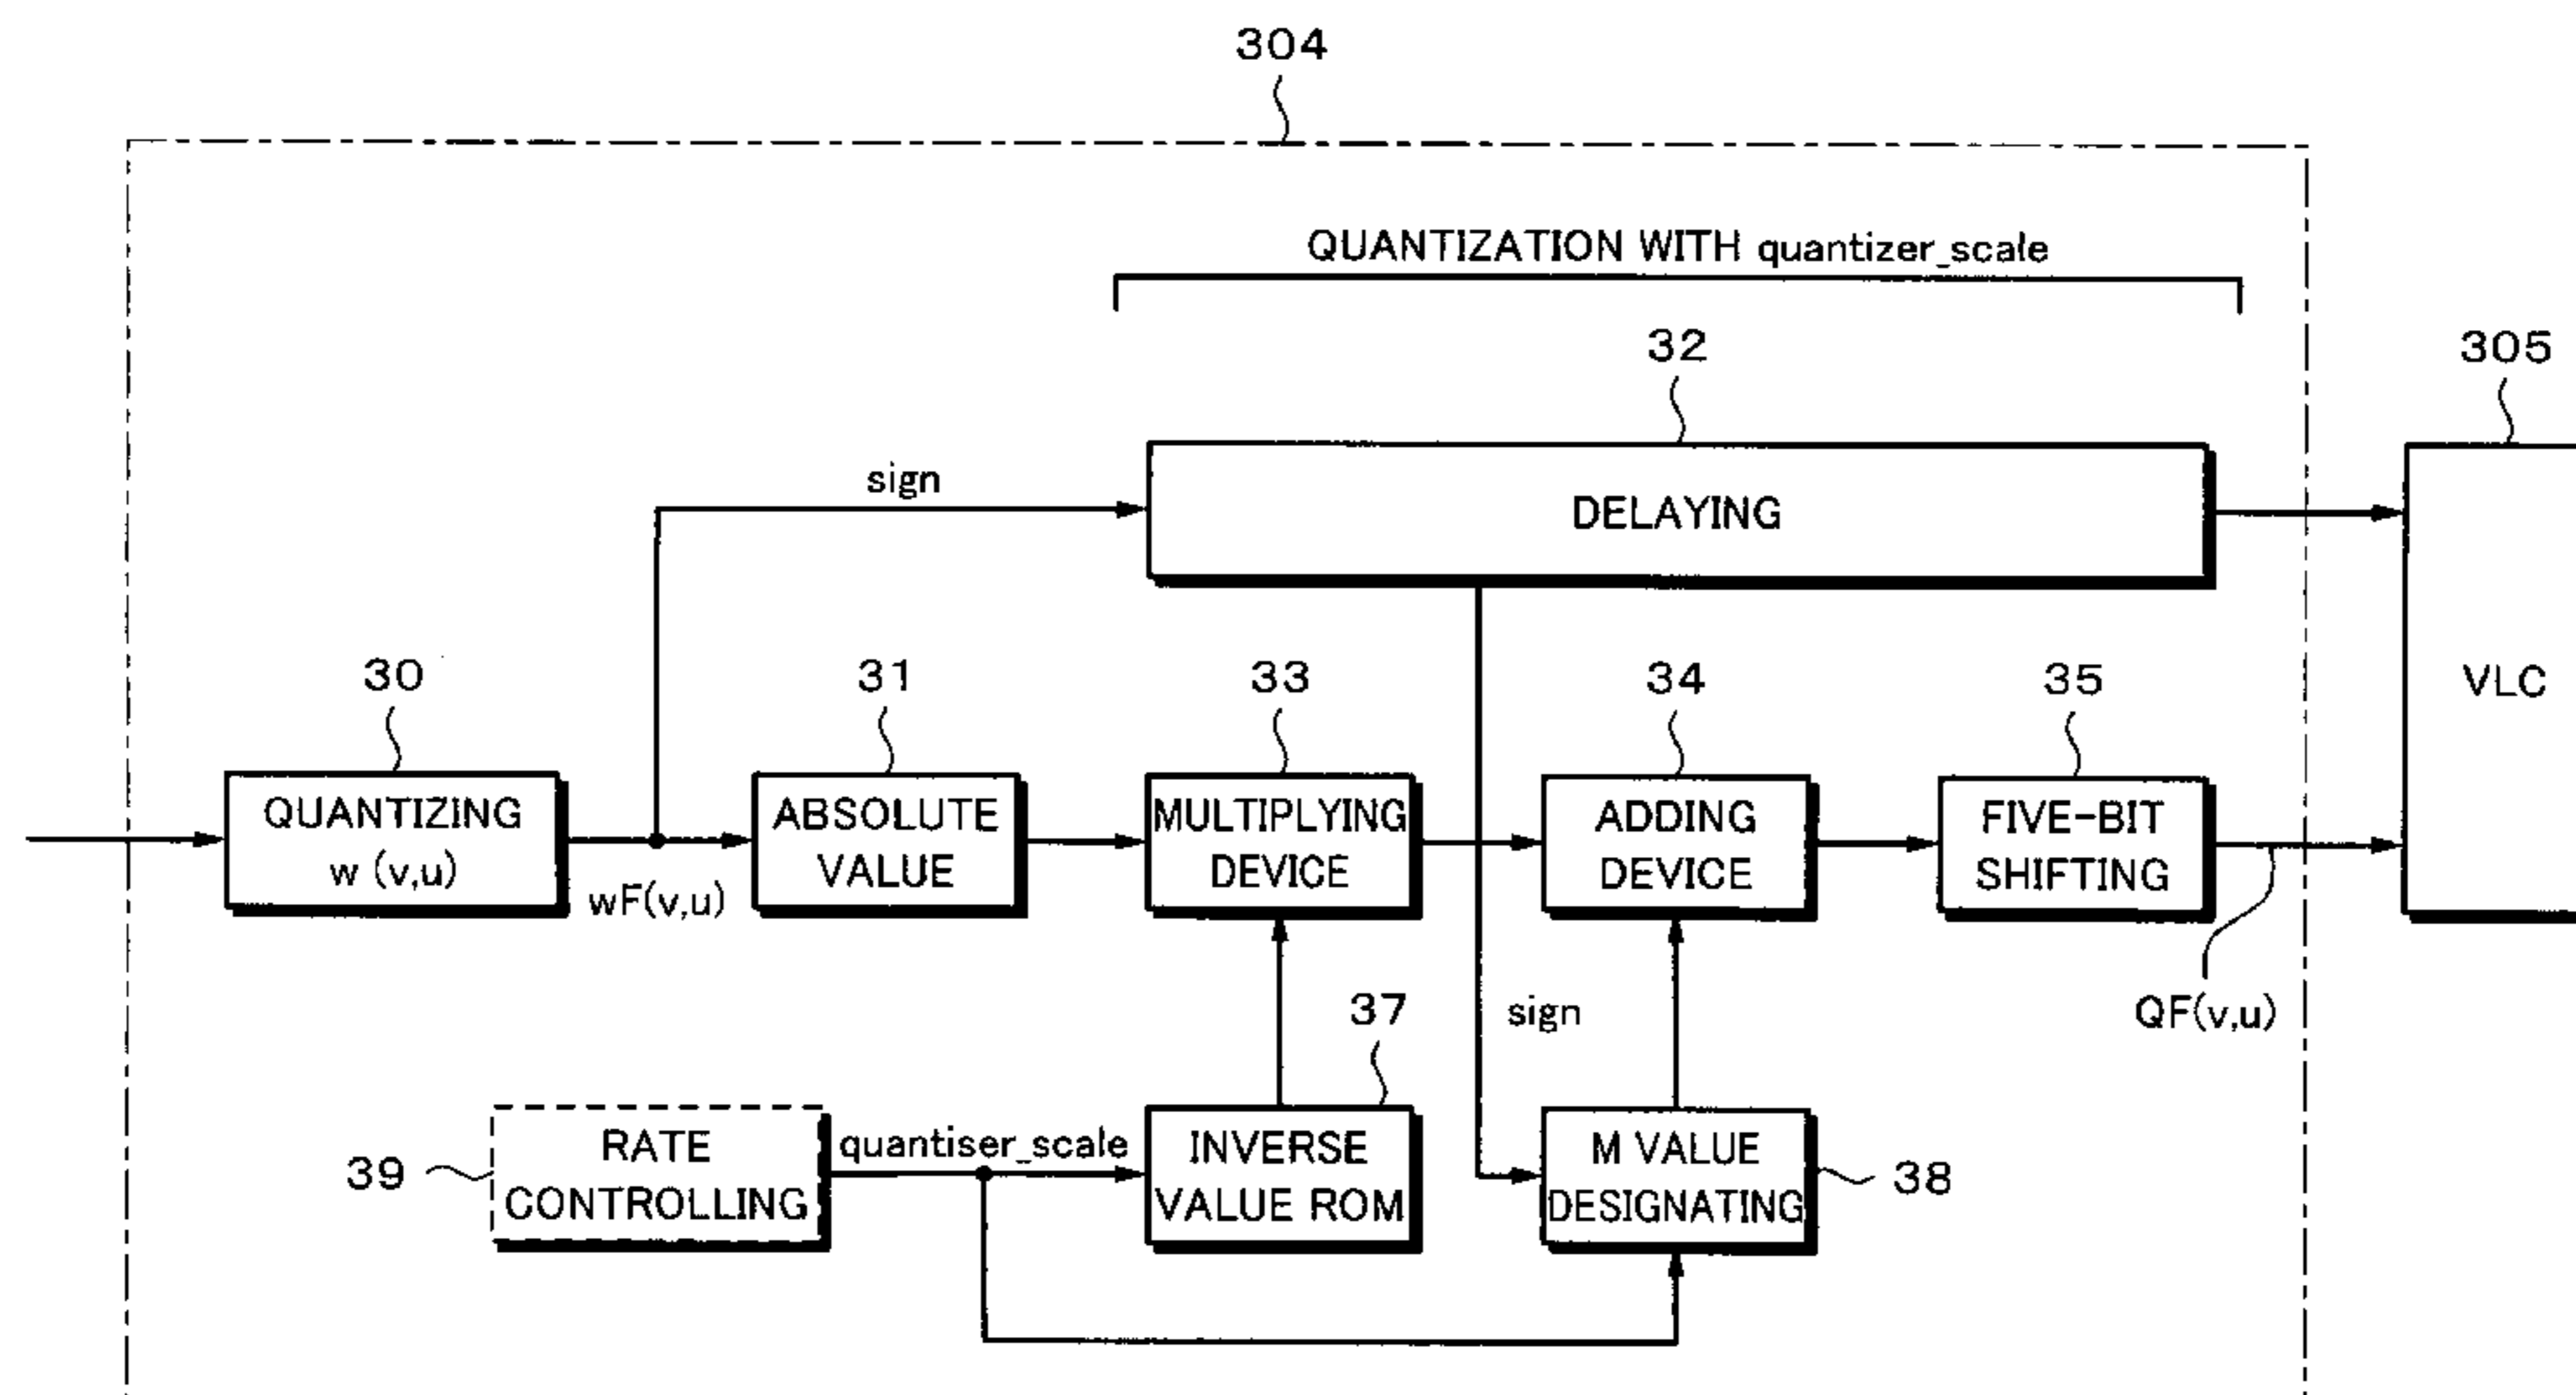 304
QUANTIZATION WITH quantizer_scale
32
305
sign
DELAYING
30
31
33
34
35
VLC
QUANTIZING
w (v,u)
wF(v,u)
ABSOLUTE
VALUE
MULTIPLYING
DEVICE
ADDING
DEVICE
FIVE-BIT
SHIFTING
37
sign
QF(v,u)
39
RATE
CONTROLLING
quantiser_scale
INVERSE
VALUE ROM
M VALUE
DESIGNATING
38